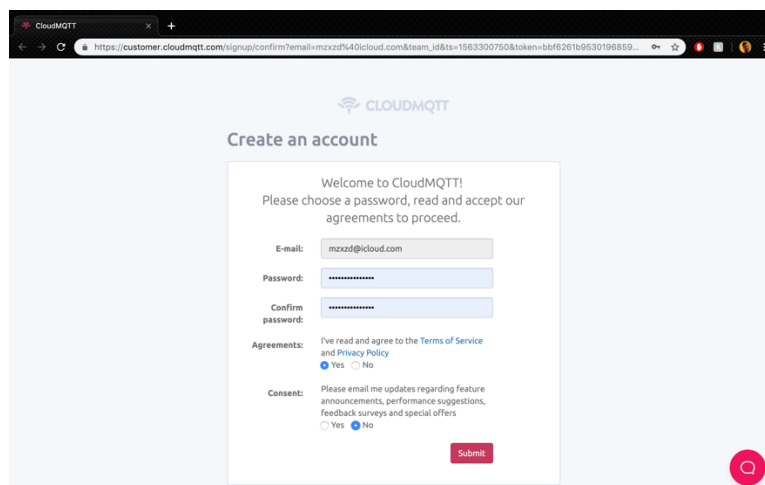 CloudMQTT
https://customer.cloudmqtt.com/signup/confirm?email=mzxzd%40icloud.com&team_id&ts=1563300750&token=bbf6261b9530196859...
CLOUDMQTT
Create an account
Welcome to CloudMQTT!
Please choose a password, read and accept our
agreements to proceed.
E-mail:
mzxzd@icloud.com
Password:
•••••••••••••••
Confirm
password:
•••••••••••••••
Agreements:
I've read and agree to the Terms of Service
and Privacy Policy
Yes No
Consent:
Please email me updates regarding feature
announcements, performance suggestions,
feedback surveys and special offers
Yes No
Submit